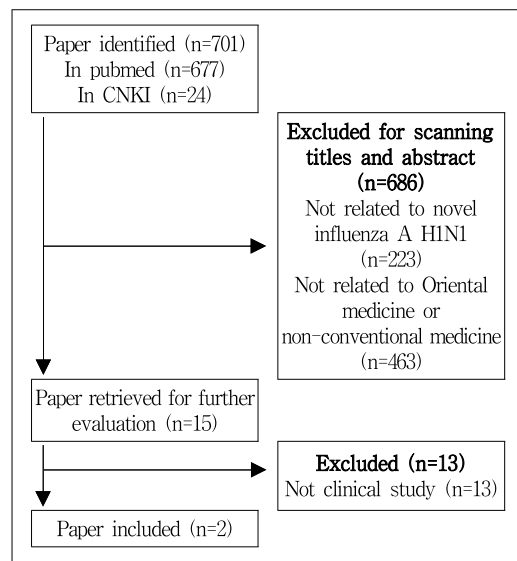 Paper identified (n=701)
In pubmed (n=677)
In CNKI (n=24)
Excluded for scanning
titles and abstract
(n=686)
Not related to novel
influenza A H1N1
(n=223)
Not related to Oriental
medicine or
non-conventional medicine
(n=463)
Paper retrieved for further
evaluation (n=15)
Excluded (n=13)
Not clinical study (n=13)
Paper included (n=2)